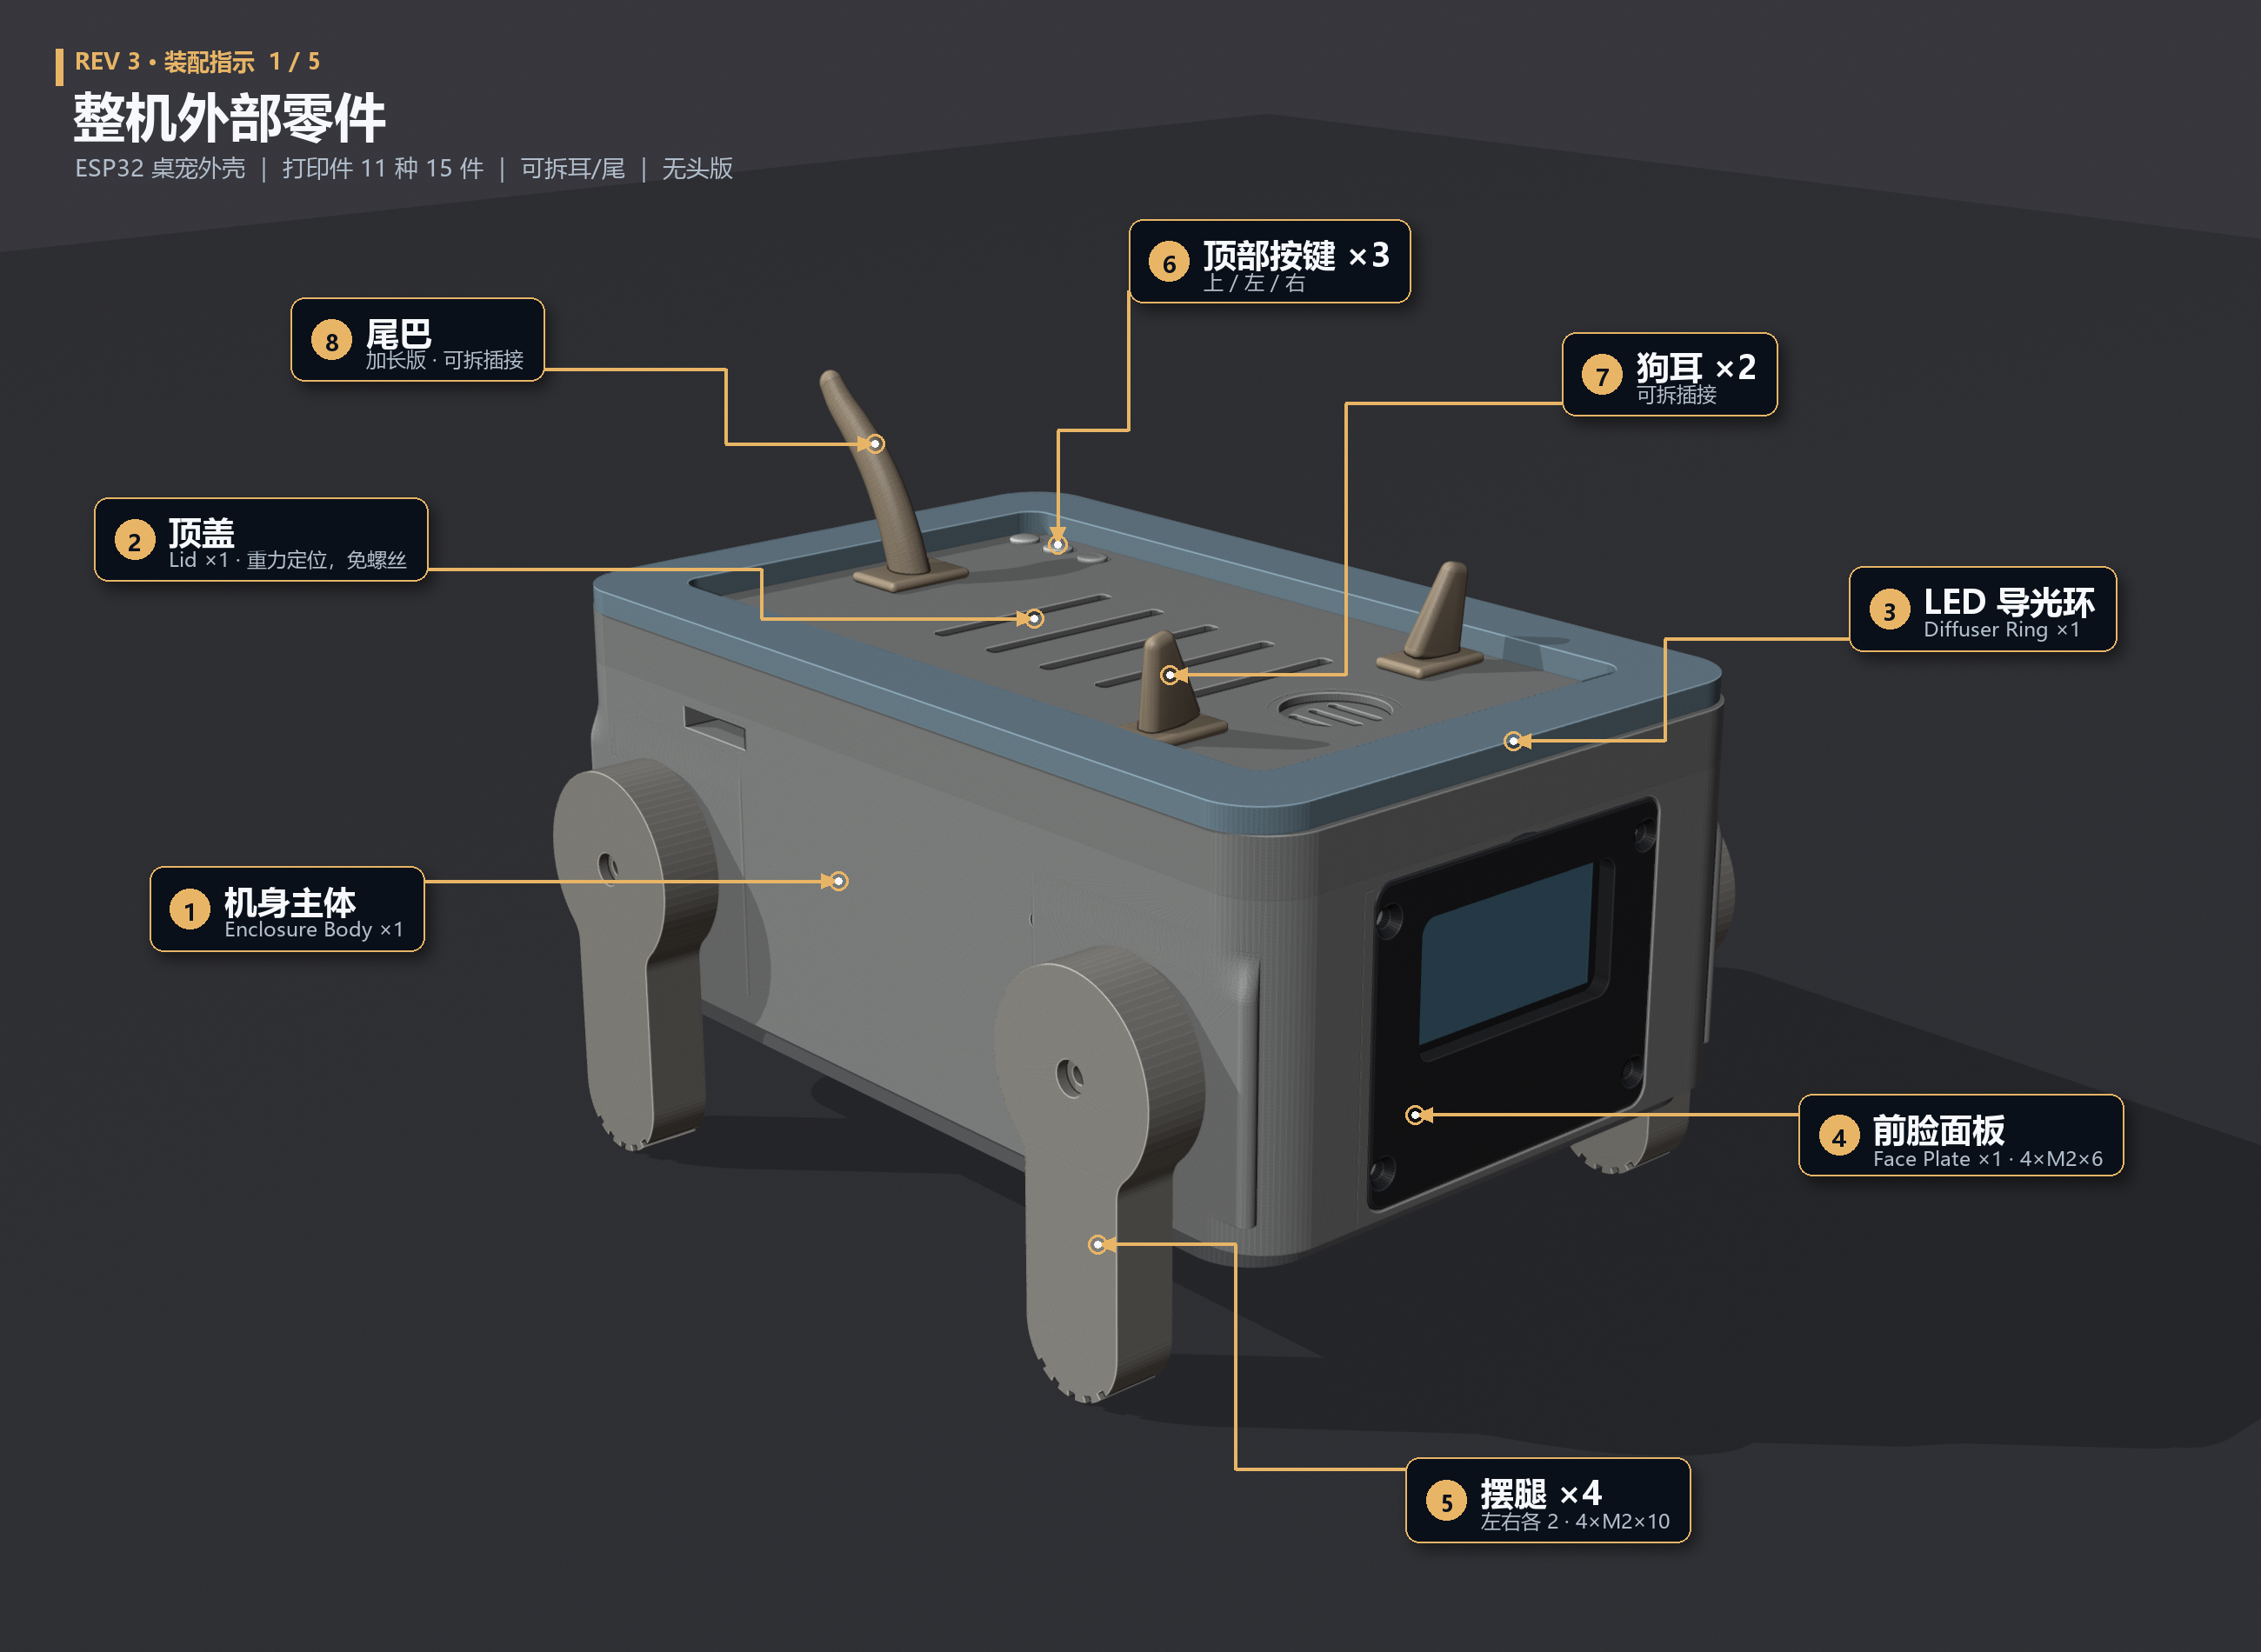 REV 3 • 装配指示 1 / 5
整机外部零件
ESP32 桌宠外壳 | 打印件 11 种 15 件 | 可拆耳/尾 | 无头版
6 顶部按键 ×3
上 / 左 / 右
8 尾巴
加长版 · 可拆插接
7 狗耳 ×2
可拆插接
2 顶盖
Lid ×1 · 重力定位，免螺丝
3 LED 导光环
Diffuser Ring ×1
1 机身主体
Enclosure Body ×1
4 前脸面板
Face Plate ×1 · 4×M2×6
5 摆腿 ×4
左右各 2 · 4×M2×10